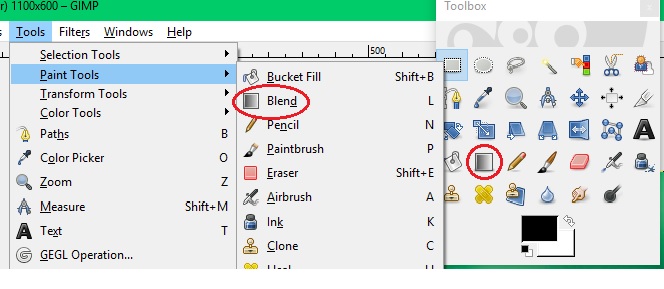 r) 1100x600 – GIMP
Toolbox
Tools Filters Windows Help
500
Selection Tools
Paint Tools
Transform Tools
Color Tools
Paths B
Color Picker O
Zoom Z
Measure Shift+M
Text T
GEGL Operation...
Bucket Fill Shift+B
Blend L
Pencil N
Paintbrush P
Eraser Shift+E
Airbrush A
Ink K
Clone C